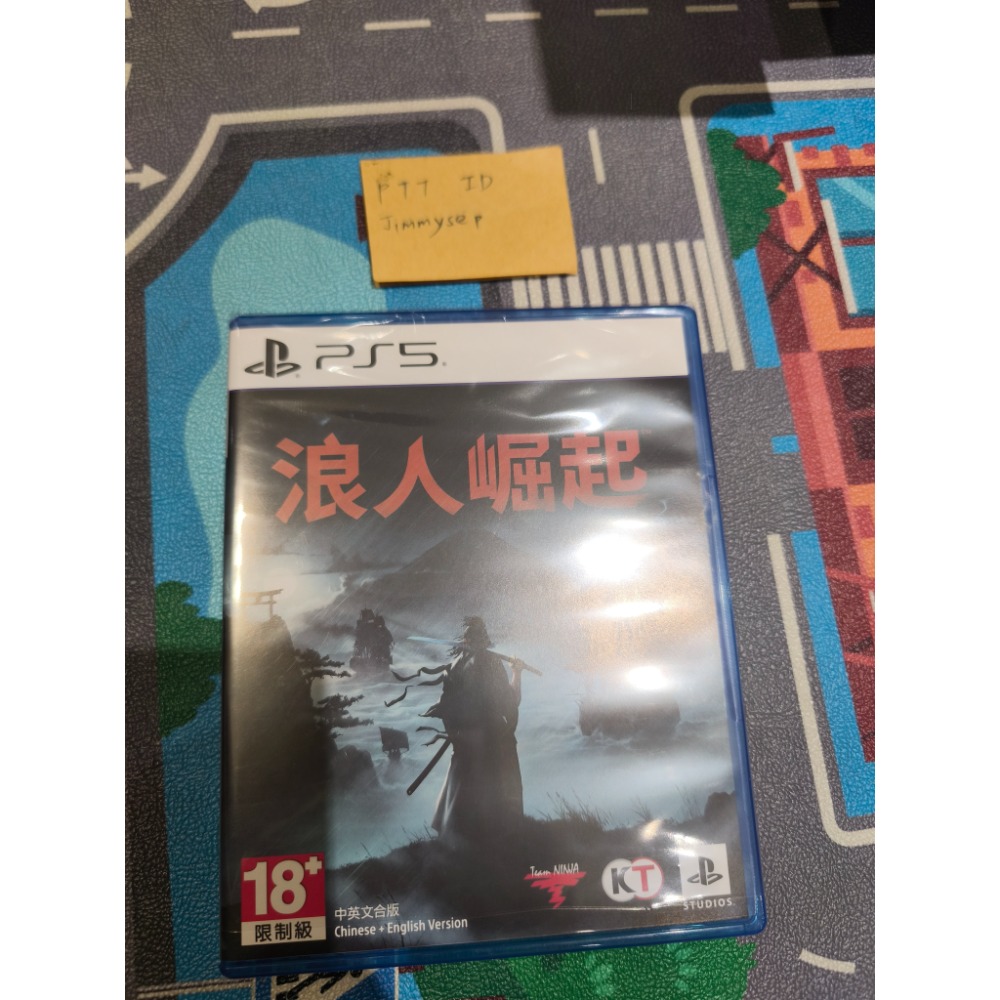 PTT ID
Jimmysep
PS5
浪人崛起
18+
限制級
中英文合版
Chinese + English Version
Team NINJA
KT
STUDIOS